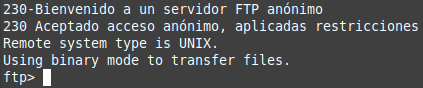 230-Bienvenido a un servidor FTP anónimo
230 Aceptado acceso anónimo, aplicadas restricciones
Remote system type is UNIX.
Using binary mode to transfer files.
ftp>